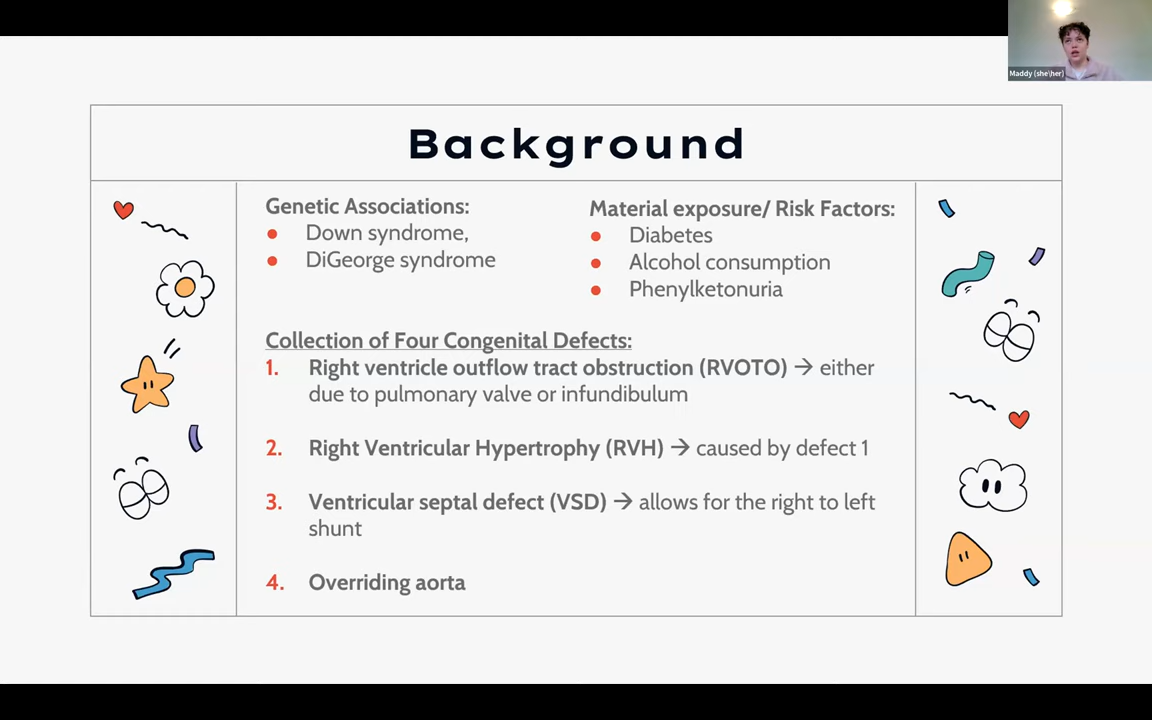 Maddy (she\her)
Background
Genetic Associations:
● Down syndrome,
● DiGeorge syndrome
Material exposure/ Risk Factors:
● Diabetes
● Alcohol consumption
● Phenylketonuria
Collection of Four Congenital Defects:
1. Right ventricle outflow tract obstruction (RVOTO) → either
due to pulmonary valve or infundibulum
2. Right Ventricular Hypertrophy (RVH) → caused by defect 1
3. Ventricular septal defect (VSD) → allows for the right to left
shunt
4. Overriding aorta